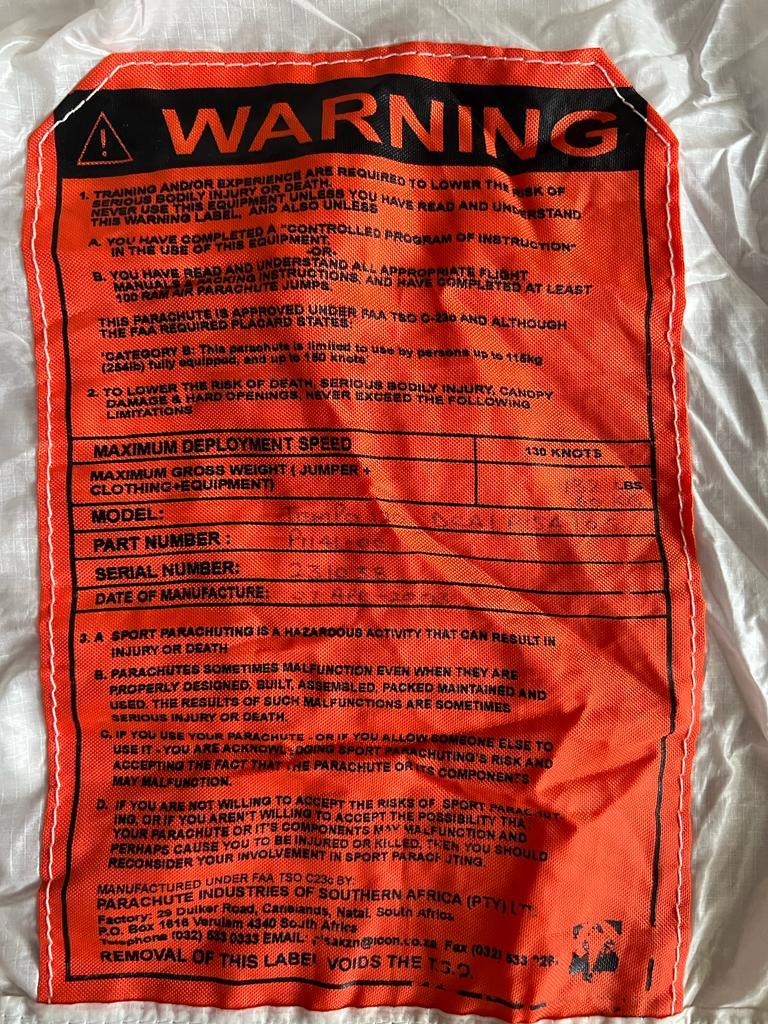 WARNING
1. TRAINING AND/OR EXPERIENCE ARE REQUIRED TO LOWER THE RISK OF
SERIOUS BODILY INJURY OR DEATH.
NEVER USE THIS EQUIPMENT UNLESS YOU HAVE READ AND UNDERSTAND
THIS WARNING LABEL, AND ALSO UNLESS
A. YOU HAVE COMPLETED A "CONTROLLED PROGRAM OF INSTRUCTION"
IN THE USE OF THIS EQUIPMENT.
-OR-
B. YOU HAVE READ AND UNDERSTAND ALL APPROPRIATE FLIGHT
MANUALS & PACKING INSTRUCTIONS, AND HAVE COMPLETED AT LEAST
100 RAM AIR PARACHUTE JUMPS.
THIS PARACHUTE IS APPROVED UNDER FAA TSO C-23c AND ALTHOUGH
THE FAA REQUIRED PLACARD STATES:
"CATEGORY B: This parachute is limited to use by persons up to 115kg
(254lb) fully equipped, and up to 150 knots"
2. TO LOWER THE RISK OF DEATH, SERIOUS BODILY INJURY, CANOPY
DAMAGE & HARD OPENINGS, NEVER EXCEED THE FOLLOWING
LIMITATIONS
MAXIMUM DEPLOYMENT SPEED 130 KNOTS
MAXIMUM GROSS WEIGHT ( JUMPER +
CLOTHING+EQUIPMENT) LBS
MODEL:
PART NUMBER :
SERIAL NUMBER:
DATE OF MANUFACTURE:
3. A SPORT PARACHUTING IS A HAZARDOUS ACTIVITY THAT CAN RESULT IN
INJURY OR DEATH
B. PARACHUTES SOMETIMES MALFUNCTION EVEN WHEN THEY ARE
PROPERLY DESIGNED, BUILT, ASSEMBLED, PACKED MAINTAINED AND
USED. THE RESULTS OF SUCH MALFUNCTIONS ARE SOMETIMES
SERIOUS INJURY OR DEATH.
C. IF YOU USE YOUR PARACHUTE - OR IF YOU ALLOW SOMEONE ELSE TO
USE IT - YOU ARE ACKNOWLEDGING SPORT PARACHUTING'S RISK AND
ACCEPTING THE FACT THAT THE PARACHUTE OR ITS COMPONENTS
MAY MALFUNCTION.
D. IF YOU ARE NOT WILLING TO ACCEPT THE RISKS OF SPORT PARACHUT
ING, OR IF YOU AREN'T WILLING TO ACCEPT THE POSSIBILITY THA
YOUR PARACHUTE OR IT'S COMPONENTS MAY MALFUNCTION AND
PERHAPS CAUSE YOU TO BE INJURED OR KILLED, THEN YOU SHOULD
RECONSIDER YOUR INVOLVEMENT IN SPORT PARACHUTING.
MANUFACTURED UNDER FAA TSO C23c BY:
PARACHUTE INDUSTRIES OF SOUTHERN AFRICA (PTY) LT
Factory: 29 Duiker Road, Canelands, Natal. South Africa
P.O. Box 1816 Verulam 4340 South Africa
Telephone (032) 533 0333 EMAIL: Fax (032) 533
REMOVAL OF THIS LABEL VOIDS THE T.S.O.